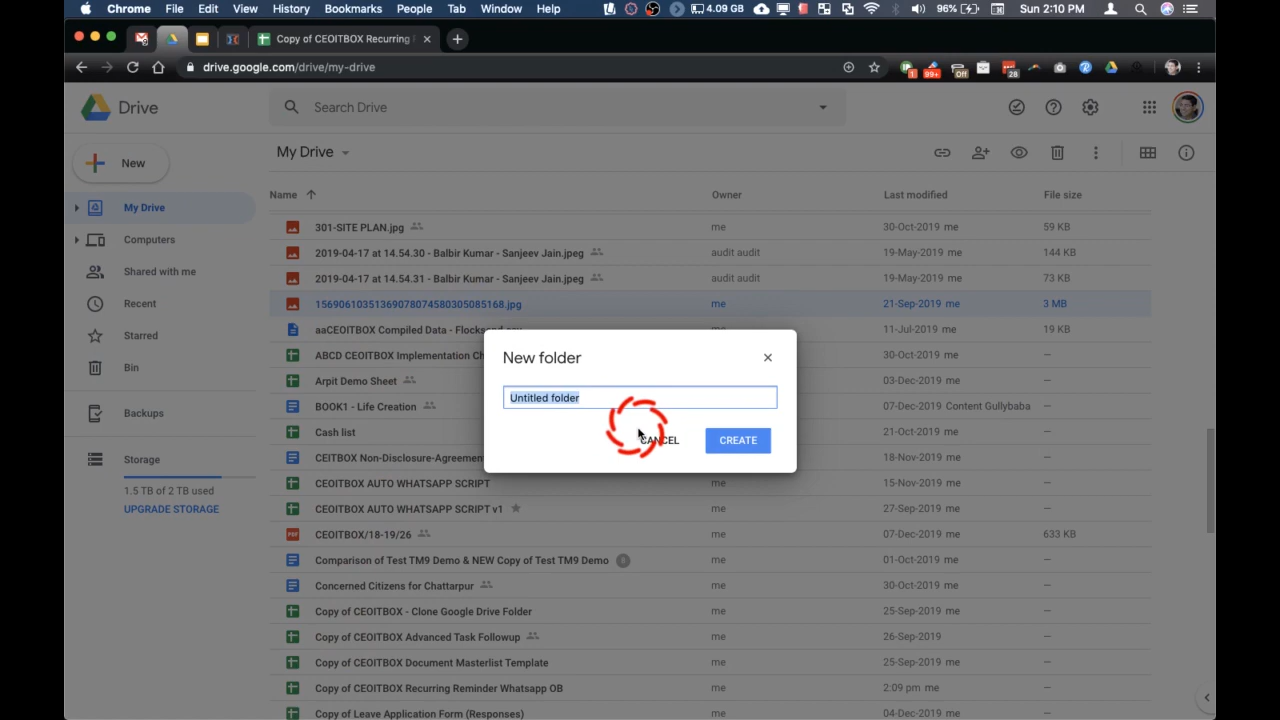 Chrome File Edit View History Bookmarks People Tab Window Help 4.09 GB 96% Sun 2:10 PM
Copy of CEOITBOX Recurring
drive.google.com/drive/my-drive 1 99+ Off 28
Drive Search Drive
New My Drive
Name Owner Last modified File size
My Drive
Computers
Shared with me
Recent
Starred
Bin
Backups
Storage
1.5 TB of 2 TB used
UPGRADE STORAGE
301-SITE PLAN.jpg me 30-Oct-2019 me 59 KB
2019-04-17 at 14.54.30 - Balbir Kumar - Sanjeev Jain.jpeg audit audit 19-May-2019 me 144 KB
2019-04-17 at 14.54.31 - Balbir Kumar - Sanjeev Jain.jpeg audit audit 19-May-2019 me 73 KB
15690610351369078074580305085168.jpg me 21-Sep-2019 me 3 MB
aaCEOITBOX Compiled Data - Flocksend.csv me 11-Jul-2019 me 19 KB
ABCD CEOITBOX Implementation Ch 30-Oct-2019 me –
Arpit Demo Sheet 03-Dec-2019 me –
BOOK1 - Life Creation 07-Dec-2019 Content Gullybaba –
Cash list 21-Oct-2019 me –
CEITBOX Non-Disclosure-Agreemen 18-Nov-2019 me –
CEOITBOX AUTO WHATSAPP SCRIPT me 15-Nov-2019 me –
CEOITBOX AUTO WHATSAPP SCRIPT v1 me 27-Sep-2019 me –
CEOITBOX/18-19/26 me 07-Dec-2019 me 633 KB
Comparison of Test TM9 Demo & NEW Copy of Test TM9 Demo me 01-Oct-2019 me –
Concerned Citizens for Chattarpur me 30-Oct-2019 me –
Copy of CEOITBOX - Clone Google Drive Folder me 25-Sep-2019 me –
Copy of CEOITBOX Advanced Task Followup me 26-Sep-2019 –
Copy of CEOITBOX Document Masterlist Template me 25-Sep-2019 me –
Copy of CEOITBOX Recurring Reminder Whatsapp OB me 2:09 pm me –
Copy of Leave Application Form (Responses) me 04-Dec-2019 me –
New folder
Untitled folder
CANCEL CREATE